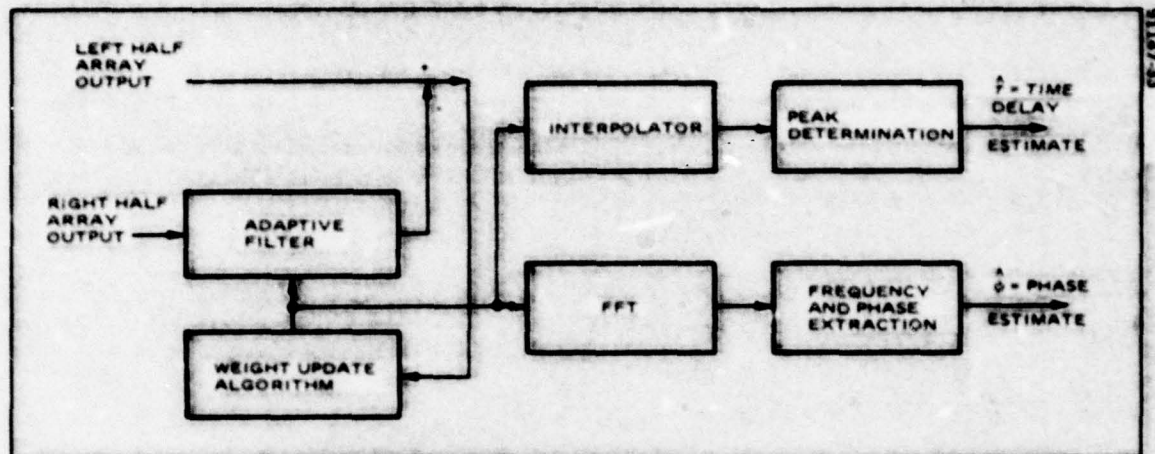 LEFT HALF
ARRAY
OUTPUT
INTERPOLATOR
PEAK
DETERMINATION
τ̂ = TIME
DELAY
ESTIMATE
RIGHT HALF
ARRAY
OUTPUT
ADAPTIVE
FILTER
FFT
FREQUENCY
AND PHASE
EXTRACTION
φ̂ = PHASE
ESTIMATE
WEIGHT UPDATE
ALGORITHM